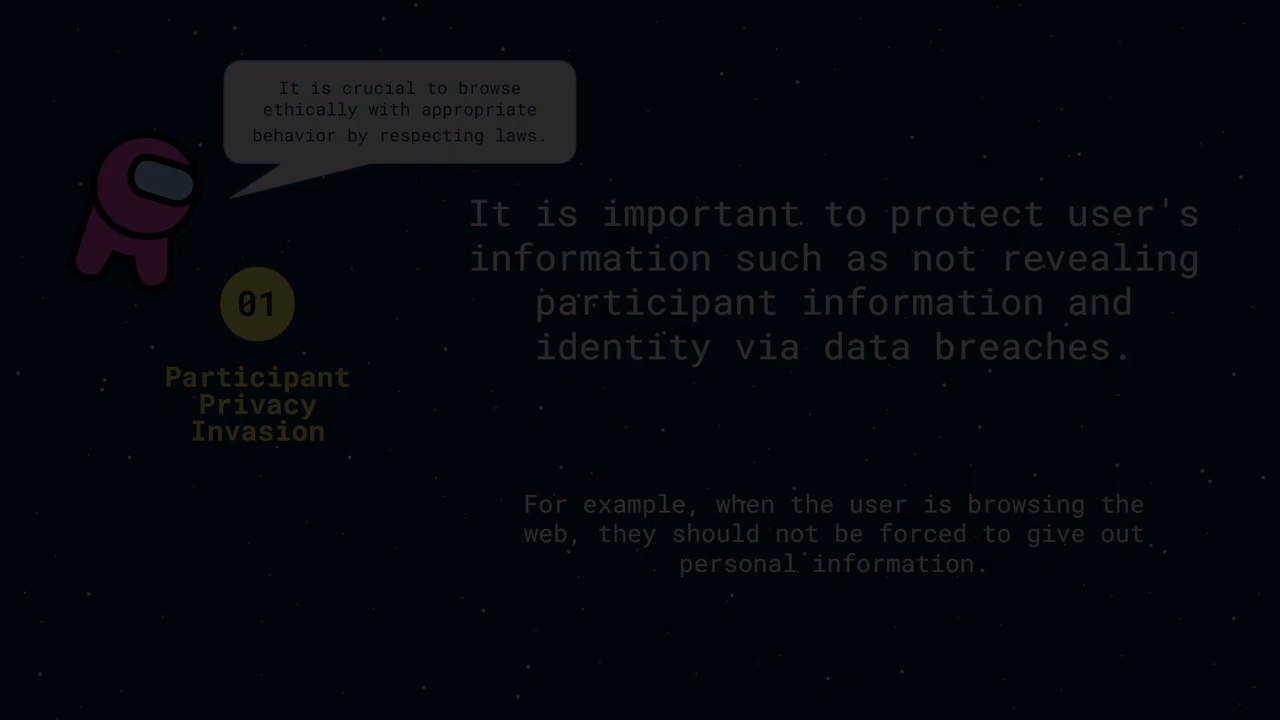 It is crucial to browse
ethically with appropriate
behavior by respecting laws.
01
Participant
Privacy
Invasion
It is important to protect user's
information such as not revealing
participant information and
identity via data breaches.
For example, when the user is browsing the
web, they should not be forced to give out
personal information.